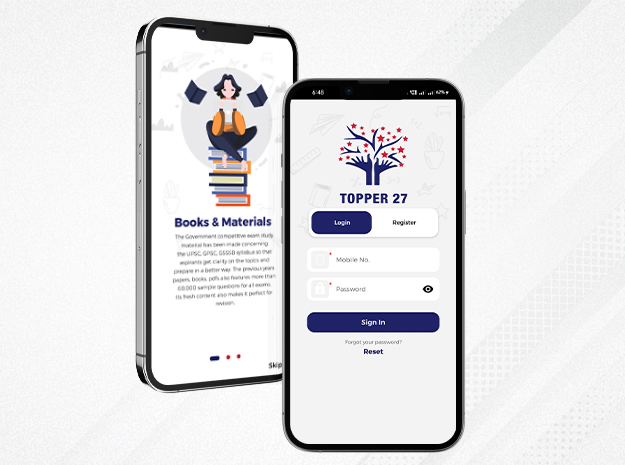 Books & Materials
The Government competitive exam study
material has been made concerning
the UPSC, GPSC, GSSSB syllabus so that
aspirants get clarity on the topics and
prepare in a better way. The previous years
papers, books, pdfs also features more than
60,000 sample questions for all exams.
Its fresh content also makes it perfect for
revision.
Skip
6:45
62%
TOPPER 27
Login
Register
* Mobile No.
* Password
Sign In
Forgot your password?
Reset